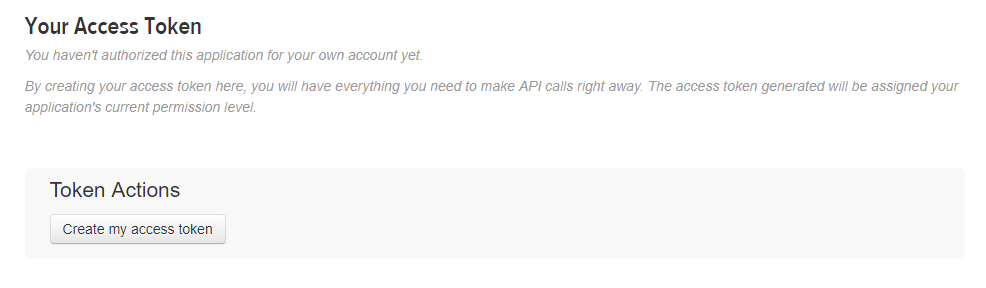 Your Access Token
You haven't authorized this application for your own account yet.
By creating your access token here, you will have everything you need to make API calls right away. The access token generated will be assigned your
application's current permission level.
Token Actions
Create my access token